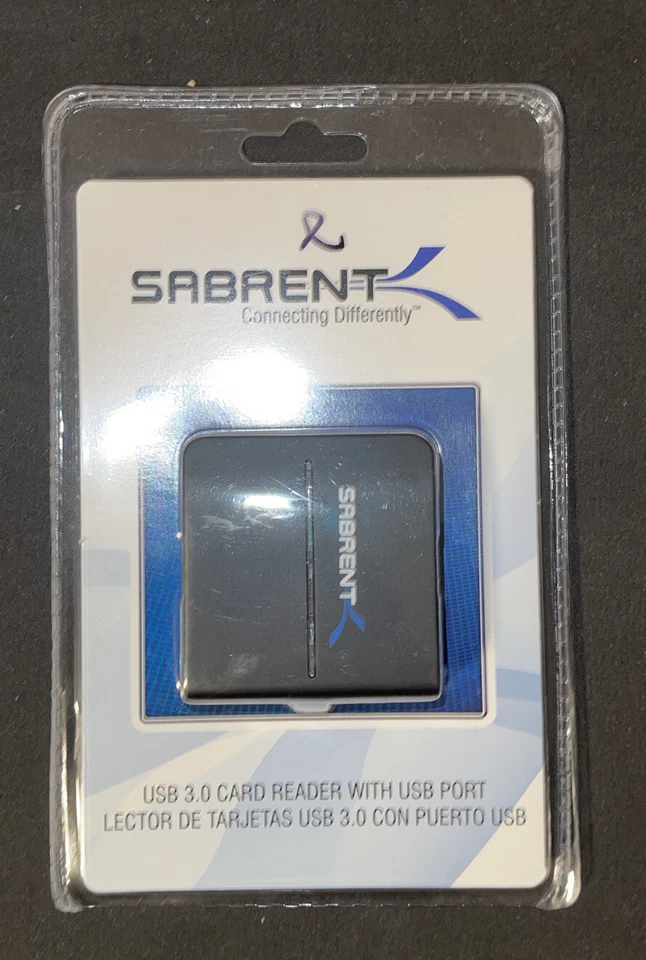 SABRENT
Connecting Differently™
SABRENT
USB 3.0 CARD READER WITH USB PORT
LECTOR DE TARJETAS USB 3.0 CON PUERTO USB